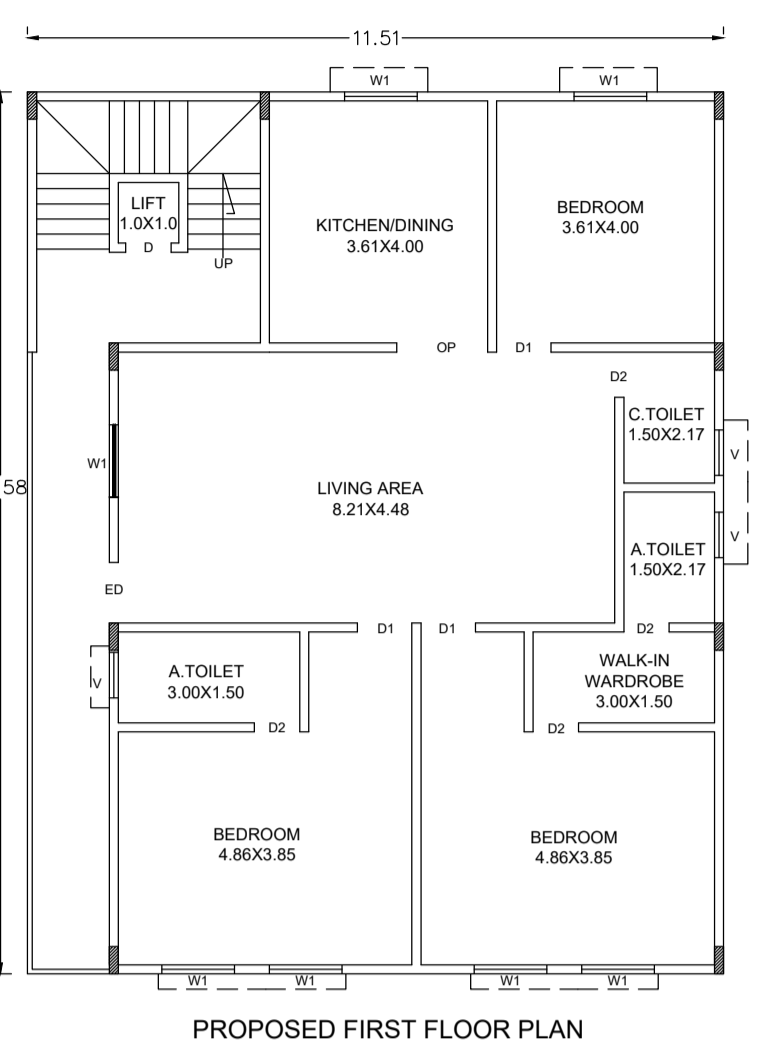 11.51
W1
W1
LIFT
1.0X1.0
D
UP
KITCHEN/DINING
3.61X4.00
BEDROOM
3.61X4.00
OP
D1
D2
C.TOILET
1.50X2.17
V
W1
58
LIVING AREA
8.21X4.48
V
A.TOILET
1.50X2.17
ED
D1
D1
D2
A.TOILET
3.00X1.50
V
WALK-IN
WARDROBE
3.00X1.50
D2
D2
BEDROOM
4.86X3.85
BEDROOM
4.86X3.85
W1
W1
W1
W1
PROPOSED FIRST FLOOR PLAN